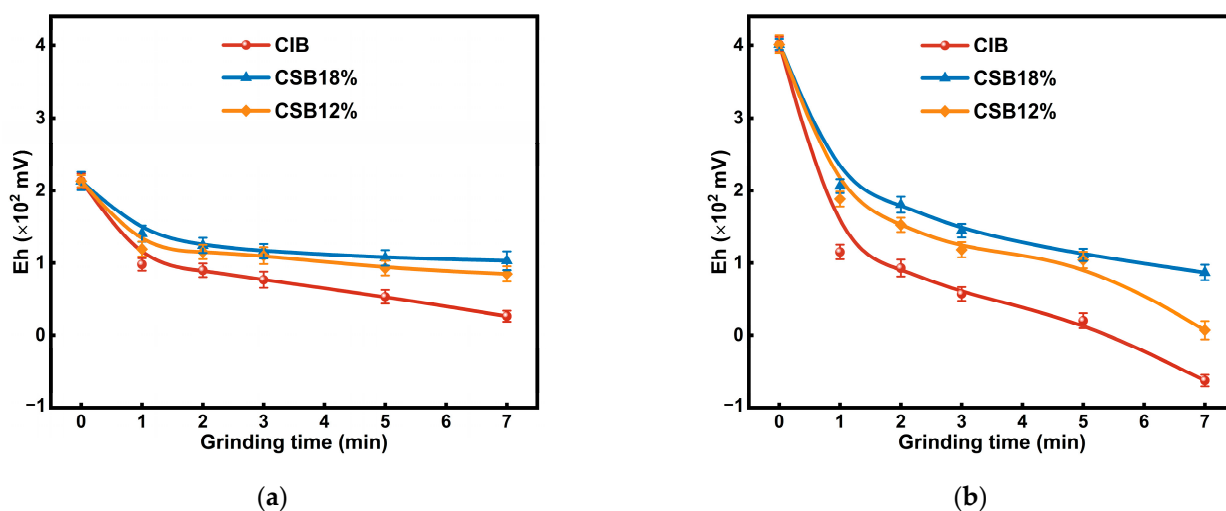 4
3
2
1
0
−1
Eh (×10² mV)
CIB
CSB18%
CSB12%
0 1 2 3 4 5 6 7
Grinding time (min)
(a)
4
3
2
1
0
−1
Eh (×10² mV)
CIB
CSB18%
CSB12%
0 1 2 3 4 5 6 7
Grinding time (min)
(b)